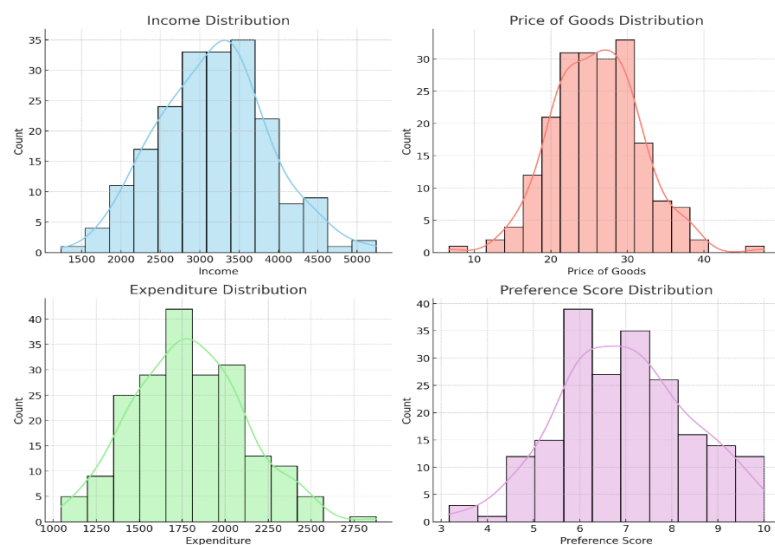 Income Distribution
35
30
25
20
15
10
5
0
Count
1500 2000 2500 3000 3500 4000 4500 5000
Income
Price of Goods Distribution
30
25
20
15
10
5
0
Count
10 20 30 40
Price of Goods
Expenditure Distribution
40
35
30
25
20
15
10
5
0
Count
1000 1250 1500 1750 2000 2250 2500 2750
Expenditure
Preference Score Distribution
40
35
30
25
20
15
10
5
0
Count
3 4 5 6 7 8 9 10
Preference Score